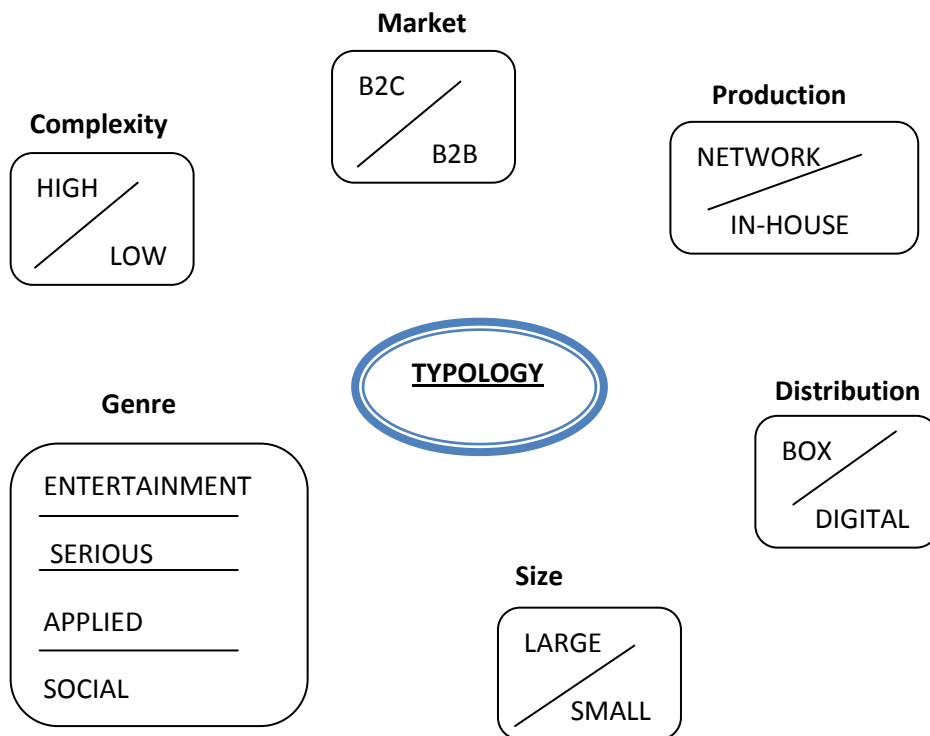 Market
B2C
B2B
Production
NETWORK
IN-HOUSE
Complexity
HIGH
LOW
TYPOLOGY
Distribution
BOX
DIGITAL
Genre
ENTERTAINMENT
SERIOUS
APPLIED
SOCIAL
Size
LARGE
SMALL